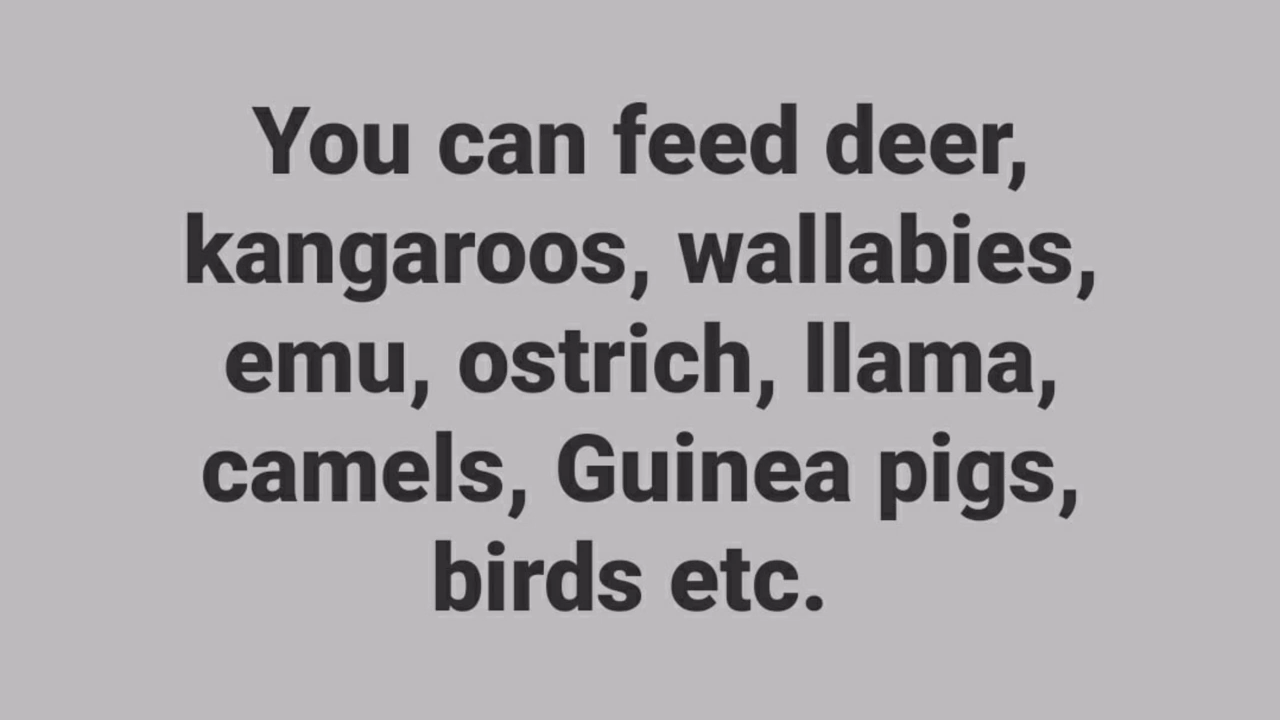 You can feed deer,
kangaroos, wallabies,
emu, ostrich, llama,
camels, Guinea pigs,
birds etc.